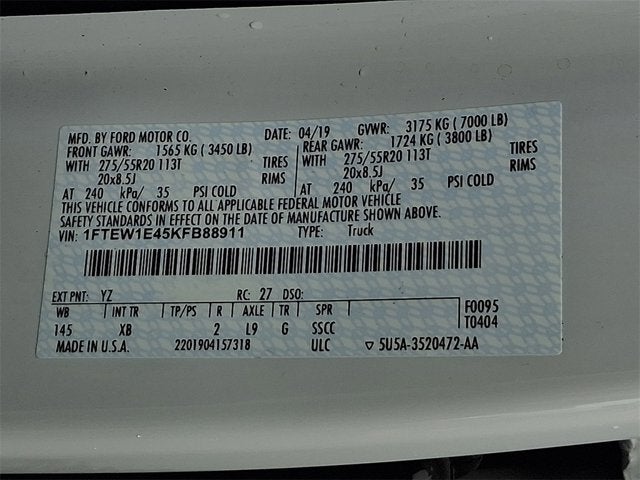 MFD. BY FORD MOTOR CO. DATE: 04/19 GVWR: 3175 KG ( 7000 LB)
FRONT GAWR: 1565 KG ( 3450 LB) REAR GAWR: 1724 KG ( 3800 LB)
WITH 275/55R20 113T TIRES WITH 275/55R20 113T TIRES
20x8.5J RIMS 20x8.5J RIMS
AT 240 kPa/ 35 PSI COLD AT 240 kPa/ 35 PSI COLD
THIS VEHICLE CONFORMS TO ALL APPLICABLE FEDERAL MOTOR VEHICLE
SAFETY STANDARDS IN EFFECT ON THE DATE OF MANUFACTURE SHOWN ABOVE.
VIN: 1FTEW1E45KFB88911 TYPE: Truck
EXT PNT: YZ RC: 27 DSO:
WB INT TR TP/PS R AXLE TR SPR F0095
145 XB 2 L9 G SSCC T0404
MADE IN U.S.A. 2201904157318 ULC ▽ 5U5A-3520472-AA